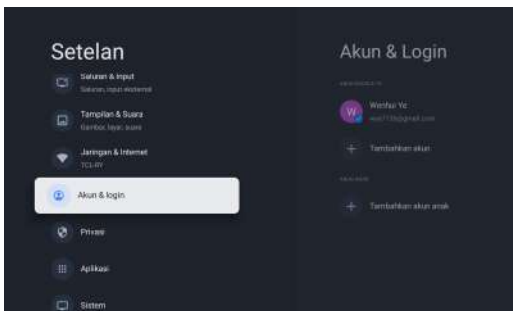 Setelan
Saluran & Input
Saluran, input eksternal
Tampilan & Suara
Gambar, layar, suara
Jaringan & Internet
TCL-RY
Akun & login
Privasi
Aplikasi
Sistem
Akun & Login
W
Wenhui Ye
Tambahkan akun
Tambahkan akun anak